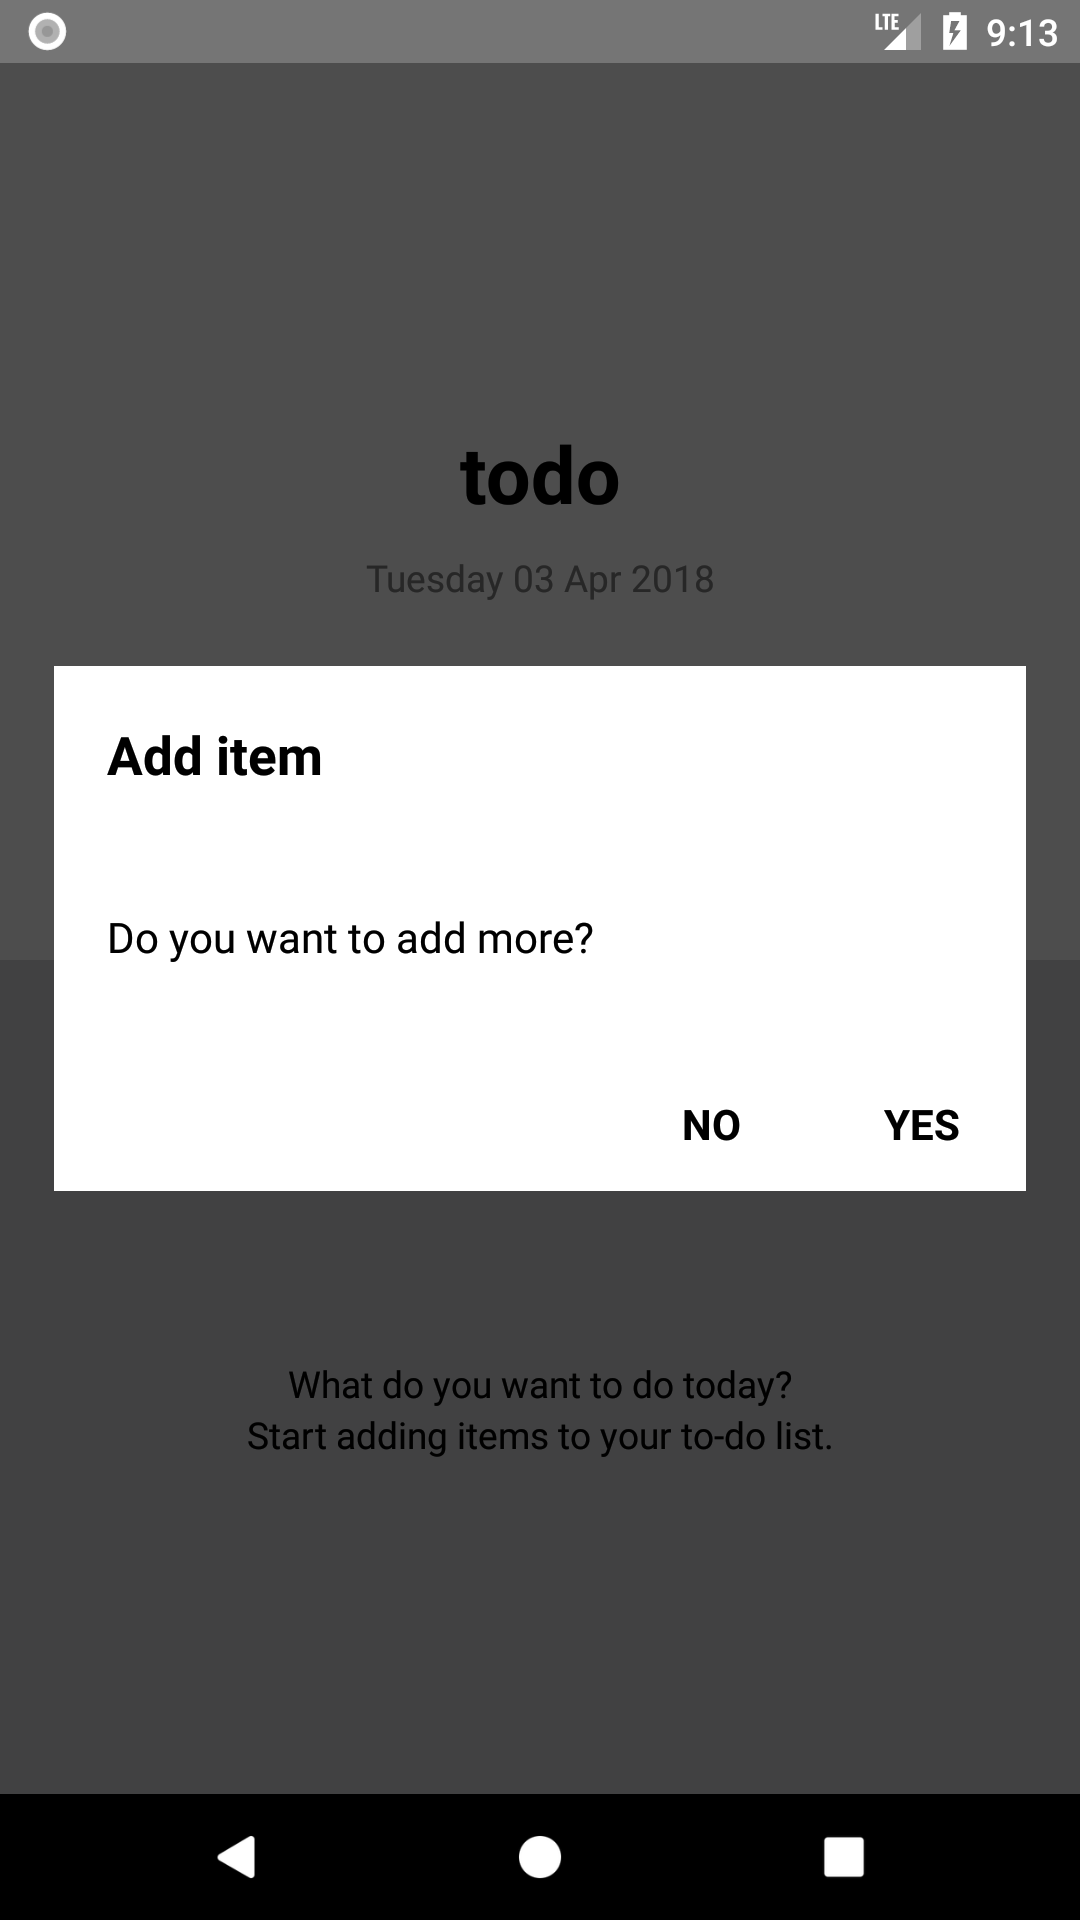 LTE 9:13
todo
Tuesday 03 Apr 2018
Add item
Do you want to add more?
NO YES
What do you want to do today?
Start adding items to your to-do list.